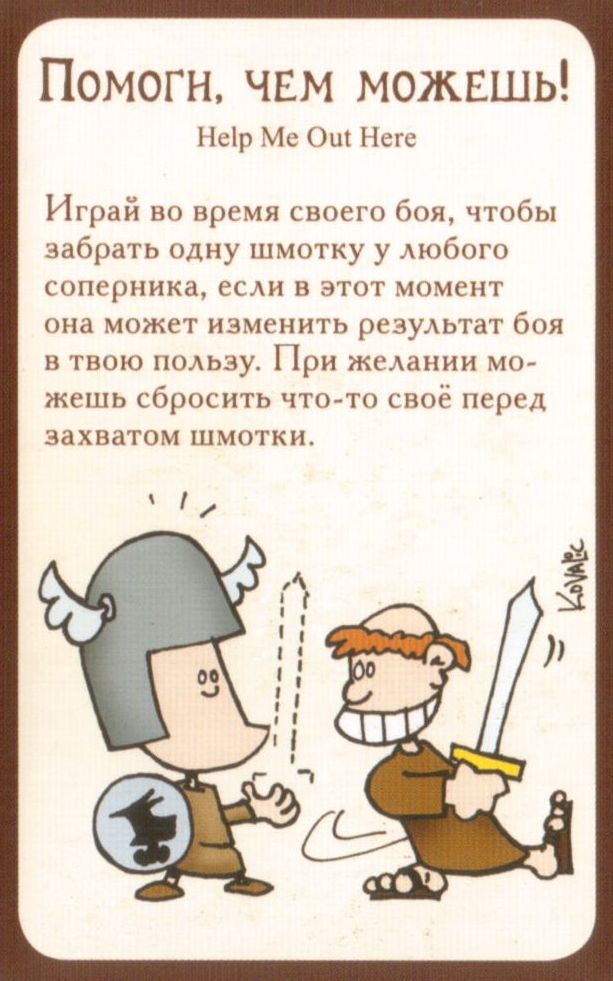 Помоги, чем можешь!
Help Me Out Here
Играй во время своего боя, чтобы
забрать одну шмотку у любого
соперника, если в этот момент
она может изменить результат боя
в твою пользу. При желании мо-
жешь сбросить что-то своё перед
захватом шмотки.
Kovalic